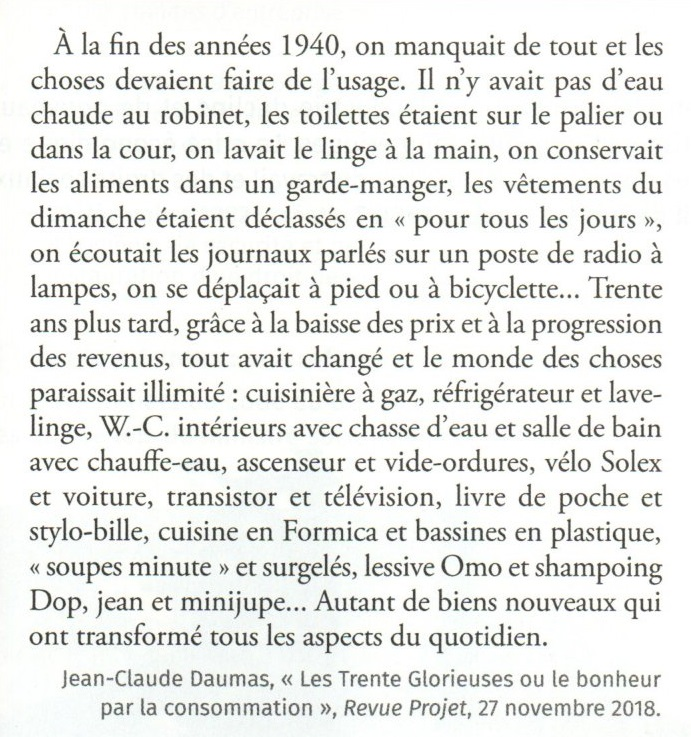 À la fin des années 1940, on manquait de tout et les
choses devaient faire de l’usage. Il n’y avait pas d’eau
chaude au robinet, les toilettes étaient sur le palier ou
dans la cour, on lavait le linge à la main, on conservait
les aliments dans un garde-manger, les vêtements du
dimanche étaient déclassés en « pour tous les jours »,
on écoutait les journaux parlés sur un poste de radio à
lampes, on se déplaçait à pied ou à bicyclette... Trente
ans plus tard, grâce à la baisse des prix et à la progression
des revenus, tout avait changé et le monde des choses
paraissait illimité : cuisinière à gaz, réfrigérateur et lave-
linge, W.-C. intérieurs avec chasse d’eau et salle de bain
avec chauffe-eau, ascenseur et vide-ordures, vélo Solex
et voiture, transistor et télévision, livre de poche et
stylo-bille, cuisine en Formica et bassines en plastique,
« soupes minute » et surgelés, lessive Omo et shampoing
Dop, jean et minijupe... Autant de biens nouveaux qui
ont transformé tous les aspects du quotidien.
Jean-Claude Daumas, « Les Trente Glorieuses ou le bonheur
par la consommation », Revue Projet, 27 novembre 2018.